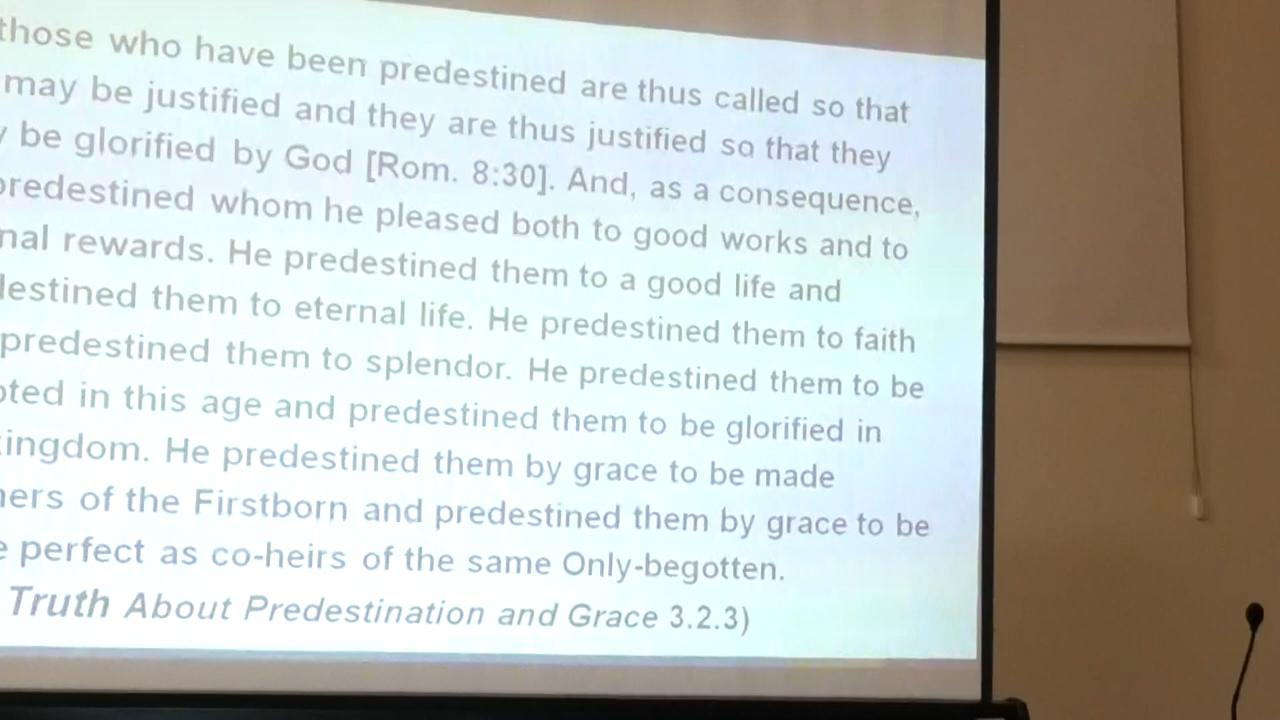 those who have been predestined are thus called so that
may be justified and they are thus justified so that they
be glorified by God [Rom. 8:30]. And, as a consequence,
predestined whom he pleased both to good works and to
nal rewards. He predestined them to a good life and
destined them to eternal life. He predestined them to faith
predestined them to splendor. He predestined them to be
pted in this age and predestined them to be glorified in
kingdom. He predestined them by grace to be made
hers of the Firstborn and predestined them by grace to be
e perfect as co-heirs of the same Only-begotten.
Truth About Predestination and Grace 3.2.3)